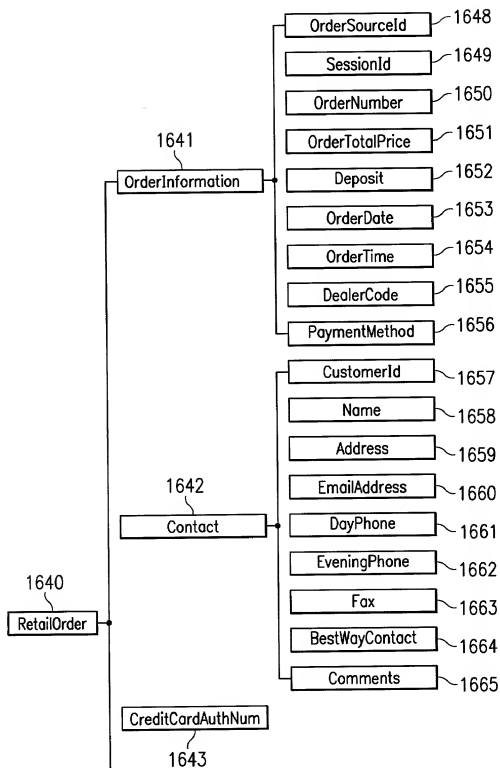 OrderSourceId 1648
SessionId 1649
OrderNumber 1650
1641
OrderTotalPrice 1651
OrderInformation
Deposit 1652
OrderDate 1653
OrderTime 1654
DealerCode 1655
PaymentMethod 1656
CustomerId 1657
Name 1658
Address 1659
1642
EmailAddress 1660
Contact
DayPhone 1661
EveningPhone 1662
1640
Fax 1663
RetailOrder
BestWayContact 1664
Comments 1665
CreditCardAuthNum
1643